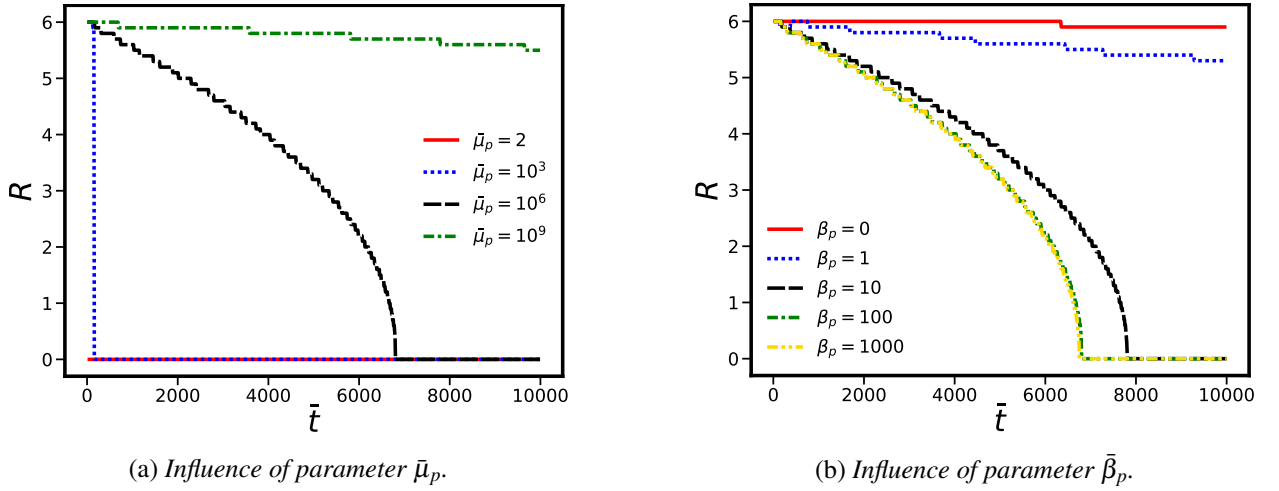 R
6
5
4
3
2
1
0
μ̄ₚ = 2
μ̄ₚ = 10³
μ̄ₚ = 10⁶
μ̄ₚ = 10⁹
0 2000 4000 6000 8000 10000
t̄
(a) Influence of parameter μ̄ₚ.
R
6
5
4
3
2
1
0
βₚ = 0
βₚ = 1
βₚ = 10
βₚ = 100
βₚ = 1000
0 2000 4000 6000 8000 10000
t̄
(b) Influence of parameter β̄ₚ.